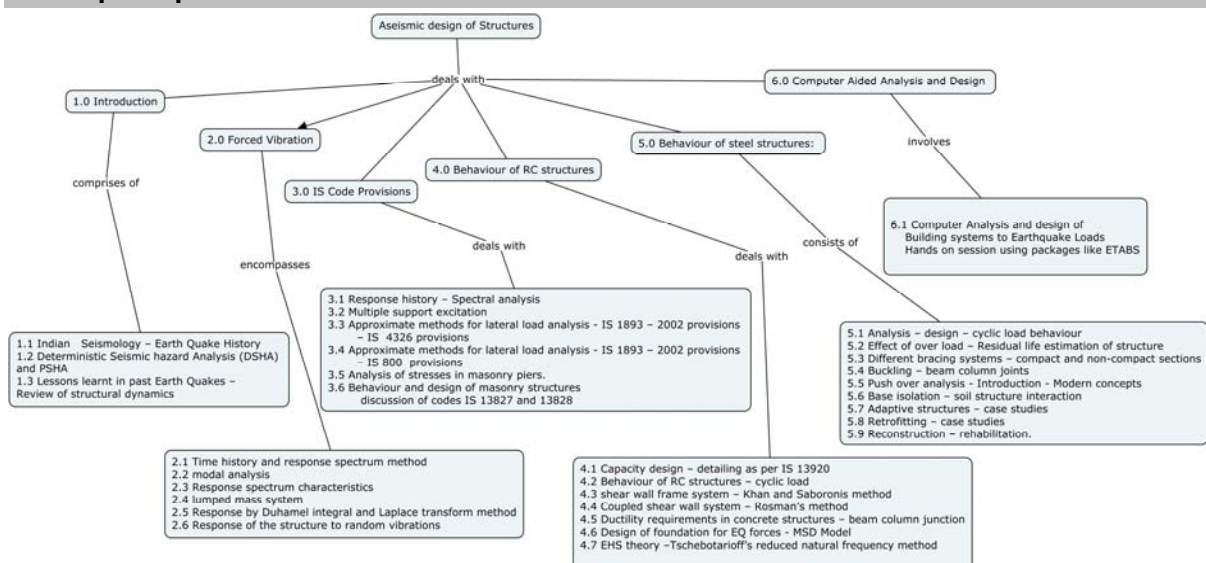 Aseismic design of Structures
deals with
6.0 Computer Aided Analysis and Design
1.0 Introduction
2.0 Forced Vibration
5.0 Behaviour of steel structures:
involves
4.0 Behaviour of RC structures
comprises of
3.0 IS Code Provisions
6.1 Computer Analysis and design of
Building systems to Earthquake Loads
Hands on session using packages like ETABS
deals with
consists of
deals with
encompasses
3.1 Response history – Spectral analysis
3.2 Multiple support excitation
3.3 Approximate methods for lateral load analysis - IS 1893 – 2002 provisions
– IS 4326 provisions
3.4 Approximate methods for lateral load analysis - IS 1893 – 2002 provisions
– IS 800 provisions
3.5 Analysis of stresses in masonry piers.
3.6 Behaviour and design of masonry structures
discussion of codes IS 13827 and 13828
5.1 Analysis – design – cyclic load behaviour
5.2 Effect of over load – Residual life estimation of structure
5.3 Different bracing systems – compact and non-compact sections
5.4 Buckling – beam column joints
5.5 Push over analysis - Introduction - Modern concepts
5.6 Base isolation – soil structure interaction
5.7 Adaptive structures – case studies
5.8 Retrofitting – case studies
5.9 Reconstruction – rehabilitation.
1.1 Indian Seismology – Earth Quake History
1.2 Deterministic Seismic hazard Analysis (DSHA)
and PSHA
1.3 Lessons learnt in past Earth Quakes –
Review of structural dynamics
2.1 Time history and response spectrum method
2.2 modal analysis
2.3 Response spectrum characteristics
2.4 lumped mass system
2.5 Response by Duhamel integral and Laplace transform method
2.6 Response of the structure to random vibrations
4.1 Capacity design – detailing as per IS 13920
4.2 Behaviour of RC structures – cyclic load
4.3 shear wall frame system – Khan and Saboronis method
4.4 Coupled shear wall system – Rosman's method
4.5 Ductility requirements in concrete structures – beam column junction
4.6 Design of foundation for EQ forces - MSD Model
4.7 EHS theory –Tschebotarioff's reduced natural frequency method